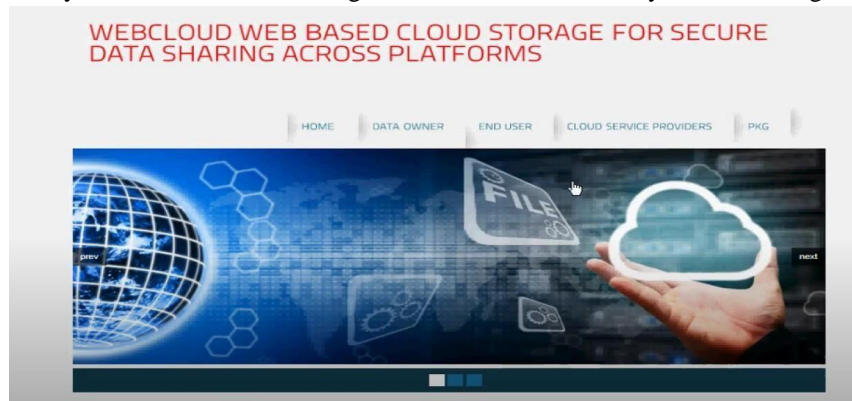 WEBCLOUD WEB BASED CLOUD STORAGE FOR SECURE
DATA SHARING ACROSS PLATFORMS
HOME DATA OWNER END USER CLOUD SERVICE PROVIDERS PKG
FILE
prev
next